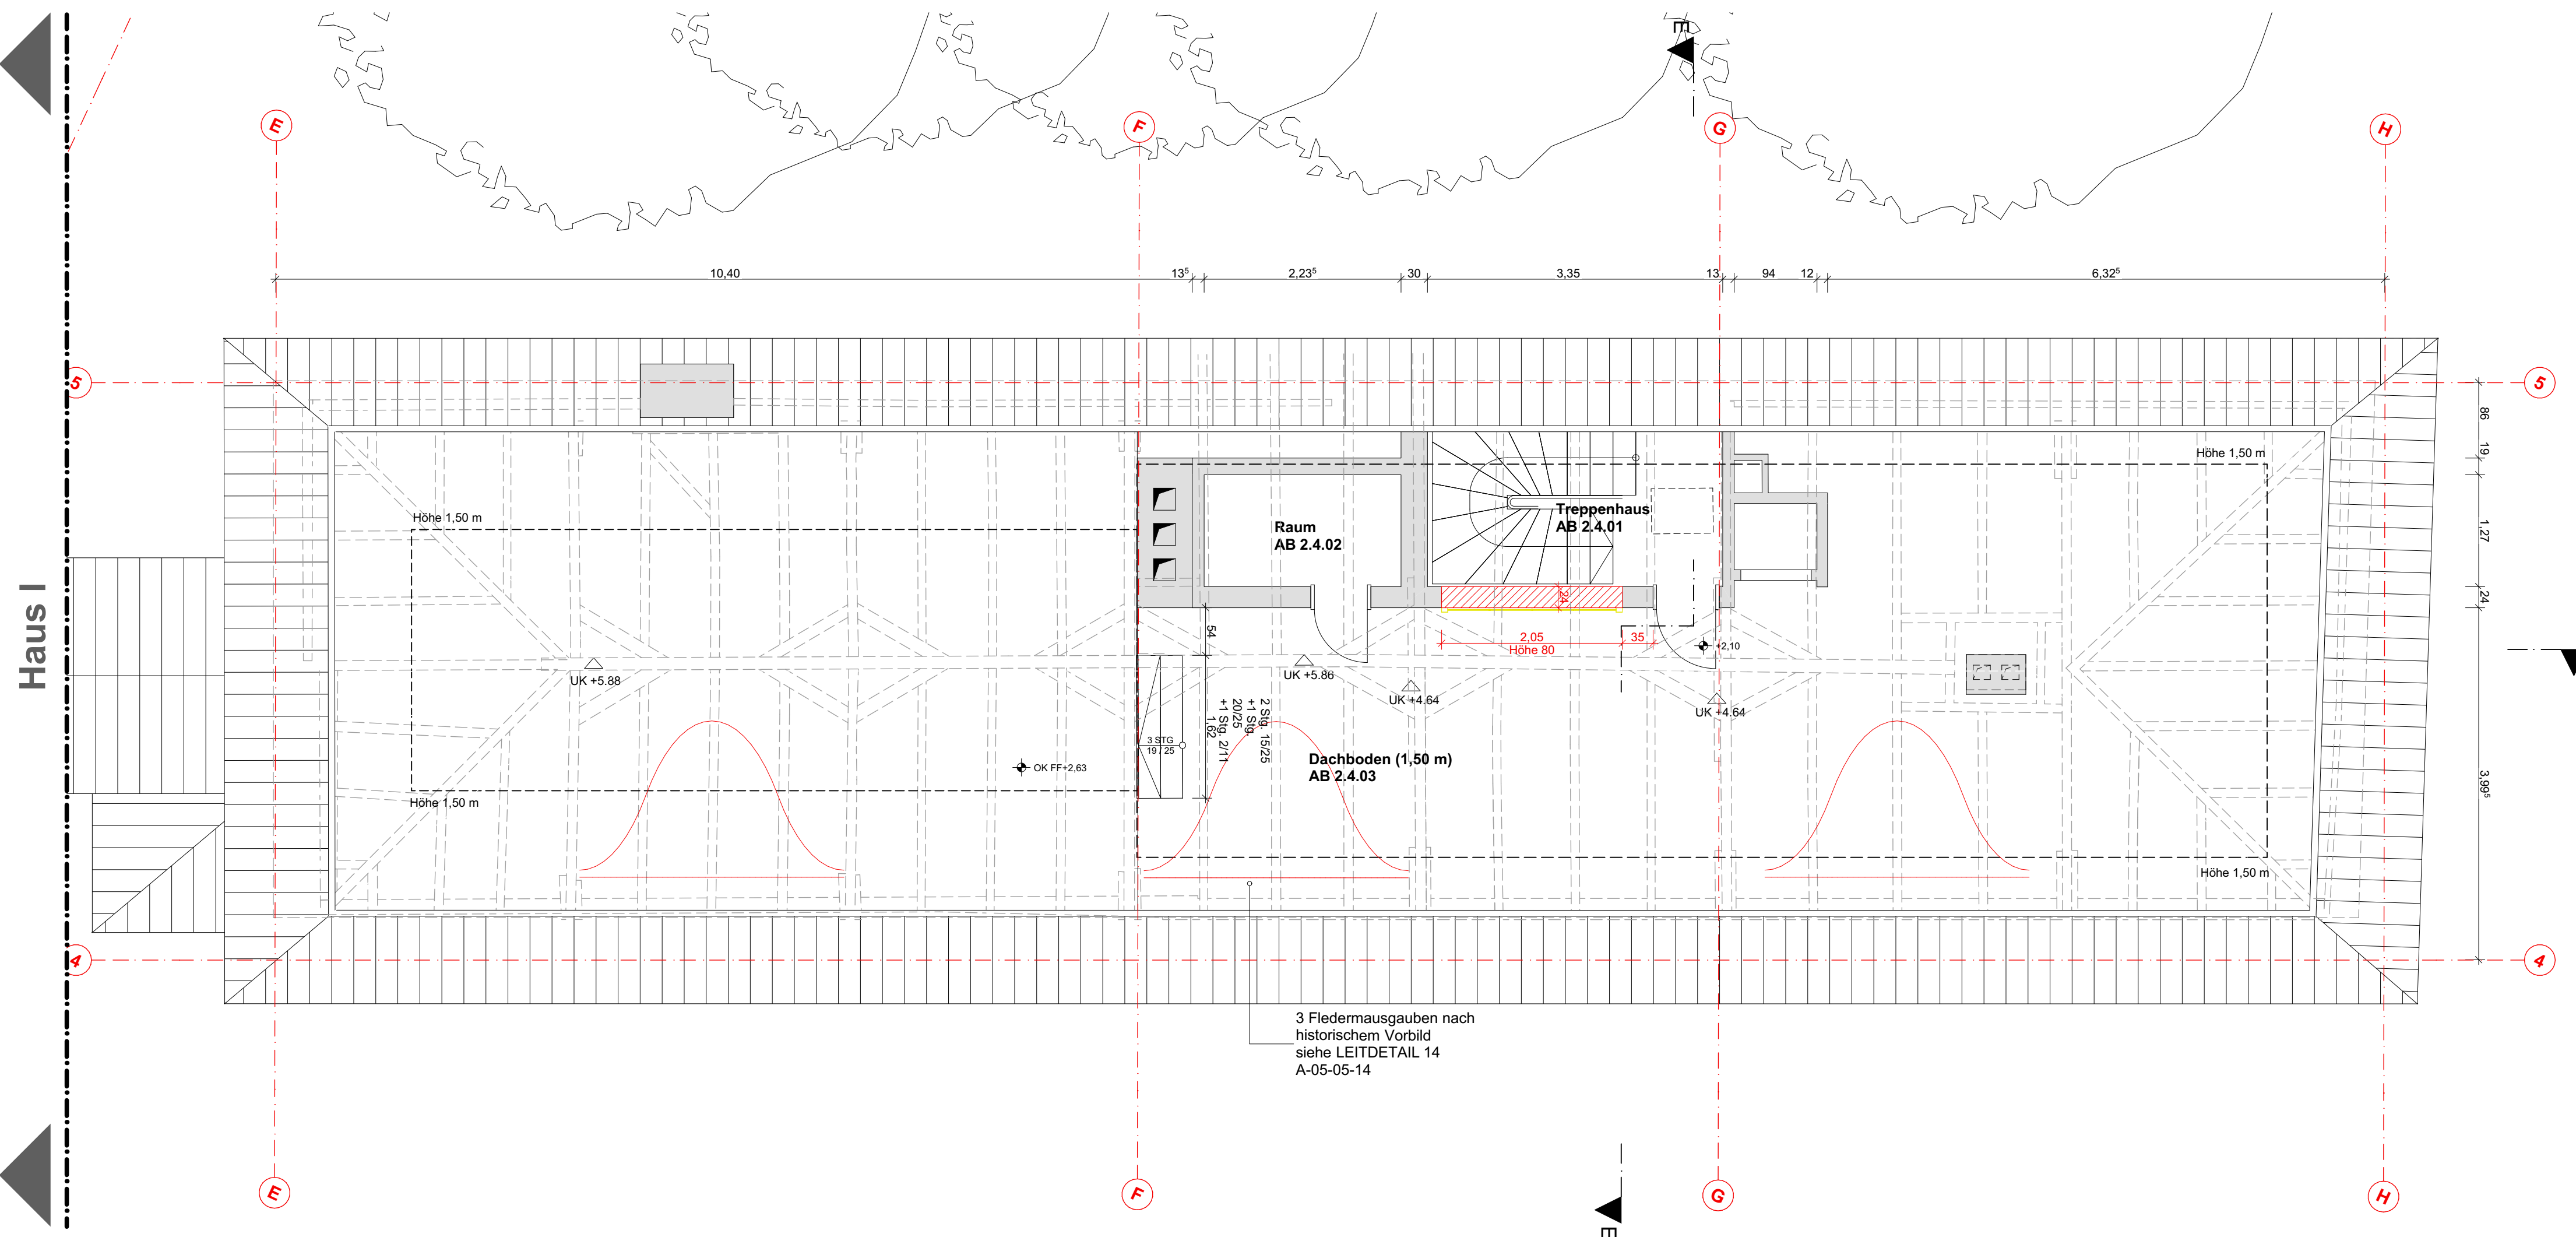 E
E
F
G
H
10,40
13⁵
2,23⁵
30
3,35
13
94
12
6,32⁵
5
5
86
19
1,27
24
3,99⁵
Höhe 1,50 m
Höhe 1,50 m
Raum
AB 2.4.02
Treppenhaus
AB 2.4.01
24
2,05
35
Höhe 80
+2,10
54
UK +5.88
UK +5.86
UK +4.64
UK +4.64
Haus I
2 Stg. 15/25
+1 Stg.
20/25
+1 Stg. 2/11
1,62
3 STG
19 / 25
OK FF+2,63
Dachboden (1,50 m)
AB 2.4.03
Höhe 1,50 m
Höhe 1,50 m
4
4
3 Fledermausgauben nach
historischem Vorbild
siehe LEITDETAIL 14
A-05-05-14
E
F
G
H
E